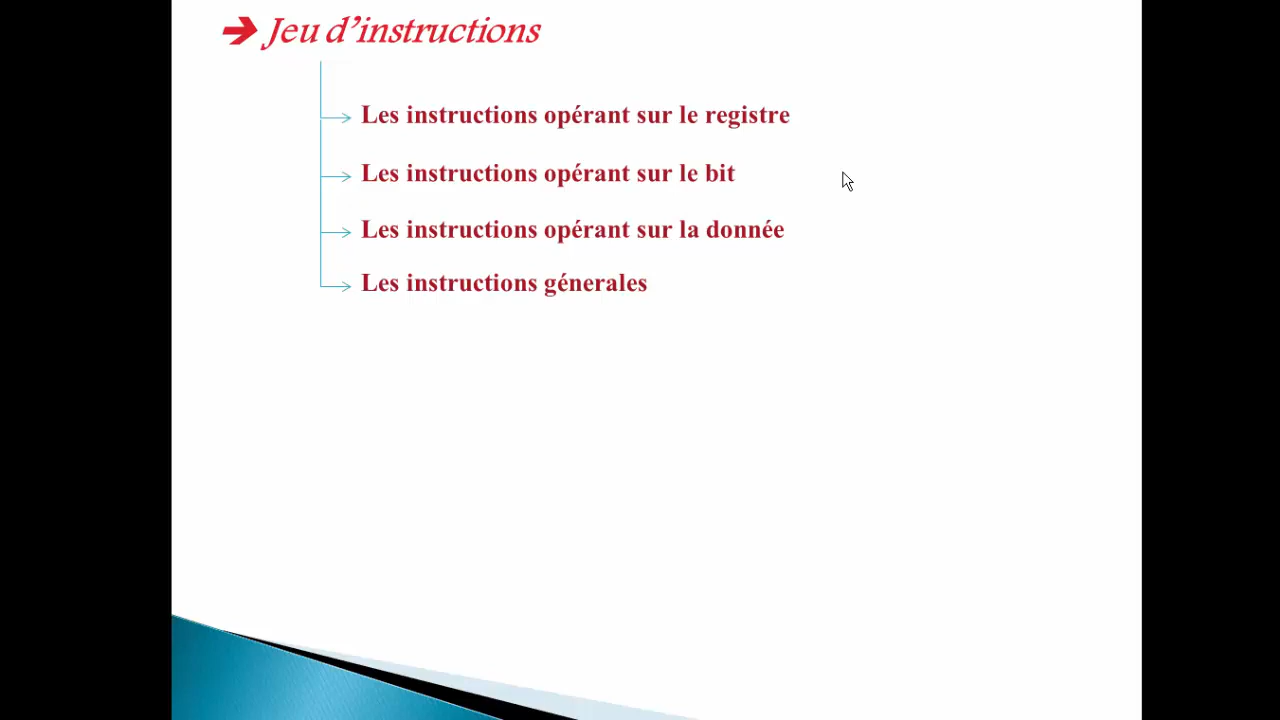 Jeu d’instructions
Les instructions opérant sur le registre
Les instructions opérant sur le bit
Les instructions opérant sur la donnée
Les instructions génerales